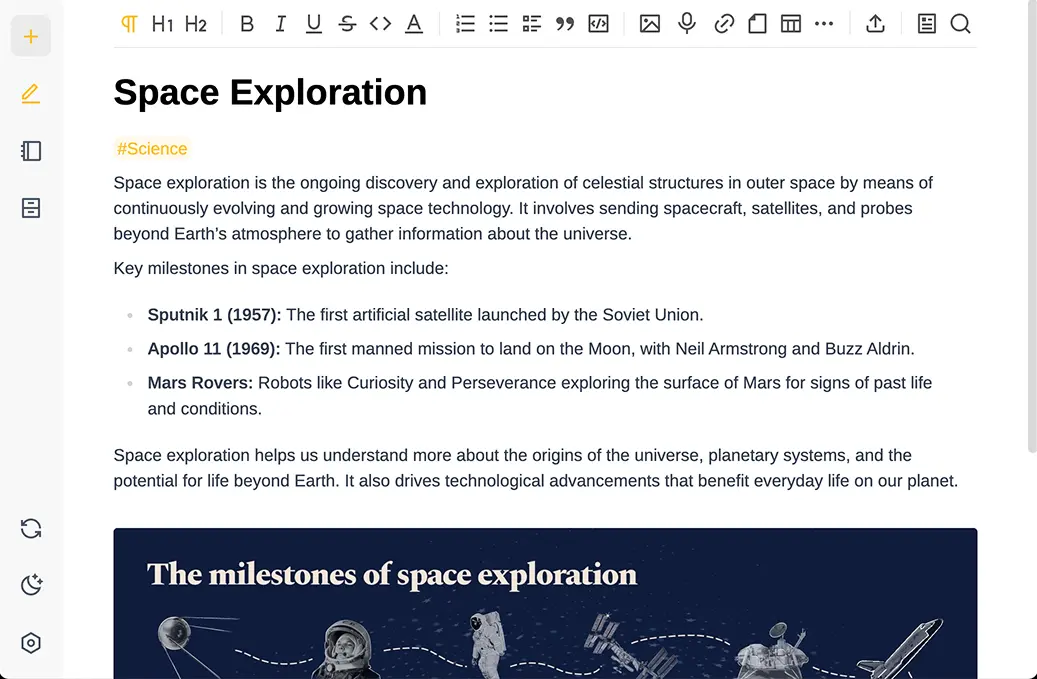 H1 H2 B I U S A
Space Exploration
#Science
Space exploration is the ongoing discovery and exploration of celestial structures in outer space by means of
continuously evolving and growing space technology. It involves sending spacecraft, satellites, and probes
beyond Earth’s atmosphere to gather information about the universe.
Key milestones in space exploration include:
Sputnik 1 (1957): The first artificial satellite launched by the Soviet Union.
Apollo 11 (1969): The first manned mission to land on the Moon, with Neil Armstrong and Buzz Aldrin.
Mars Rovers: Robots like Curiosity and Perseverance exploring the surface of Mars for signs of past life
and conditions.
Space exploration helps us understand more about the origins of the universe, planetary systems, and the
potential for life beyond Earth. It also drives technological advancements that benefit everyday life on our planet.
The milestones of space exploration